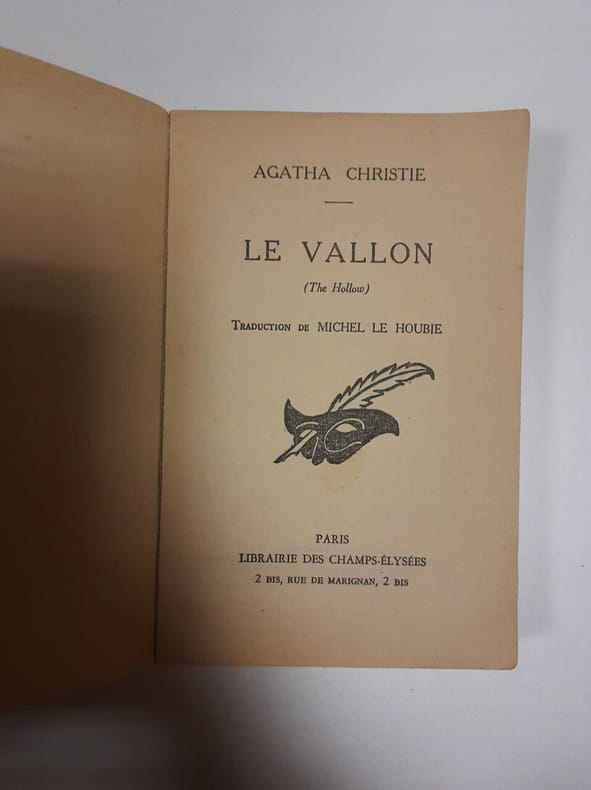 AGATHA CHRISTIE
LE VALLON
(The Hollow)
TRADUCTION DE MICHEL LE HOUBIE
PARIS
LIBRAIRIE DES CHAMPS-ÉLYSÉES
2 BIS, RUE DE MARIGNAN, 2 BIS